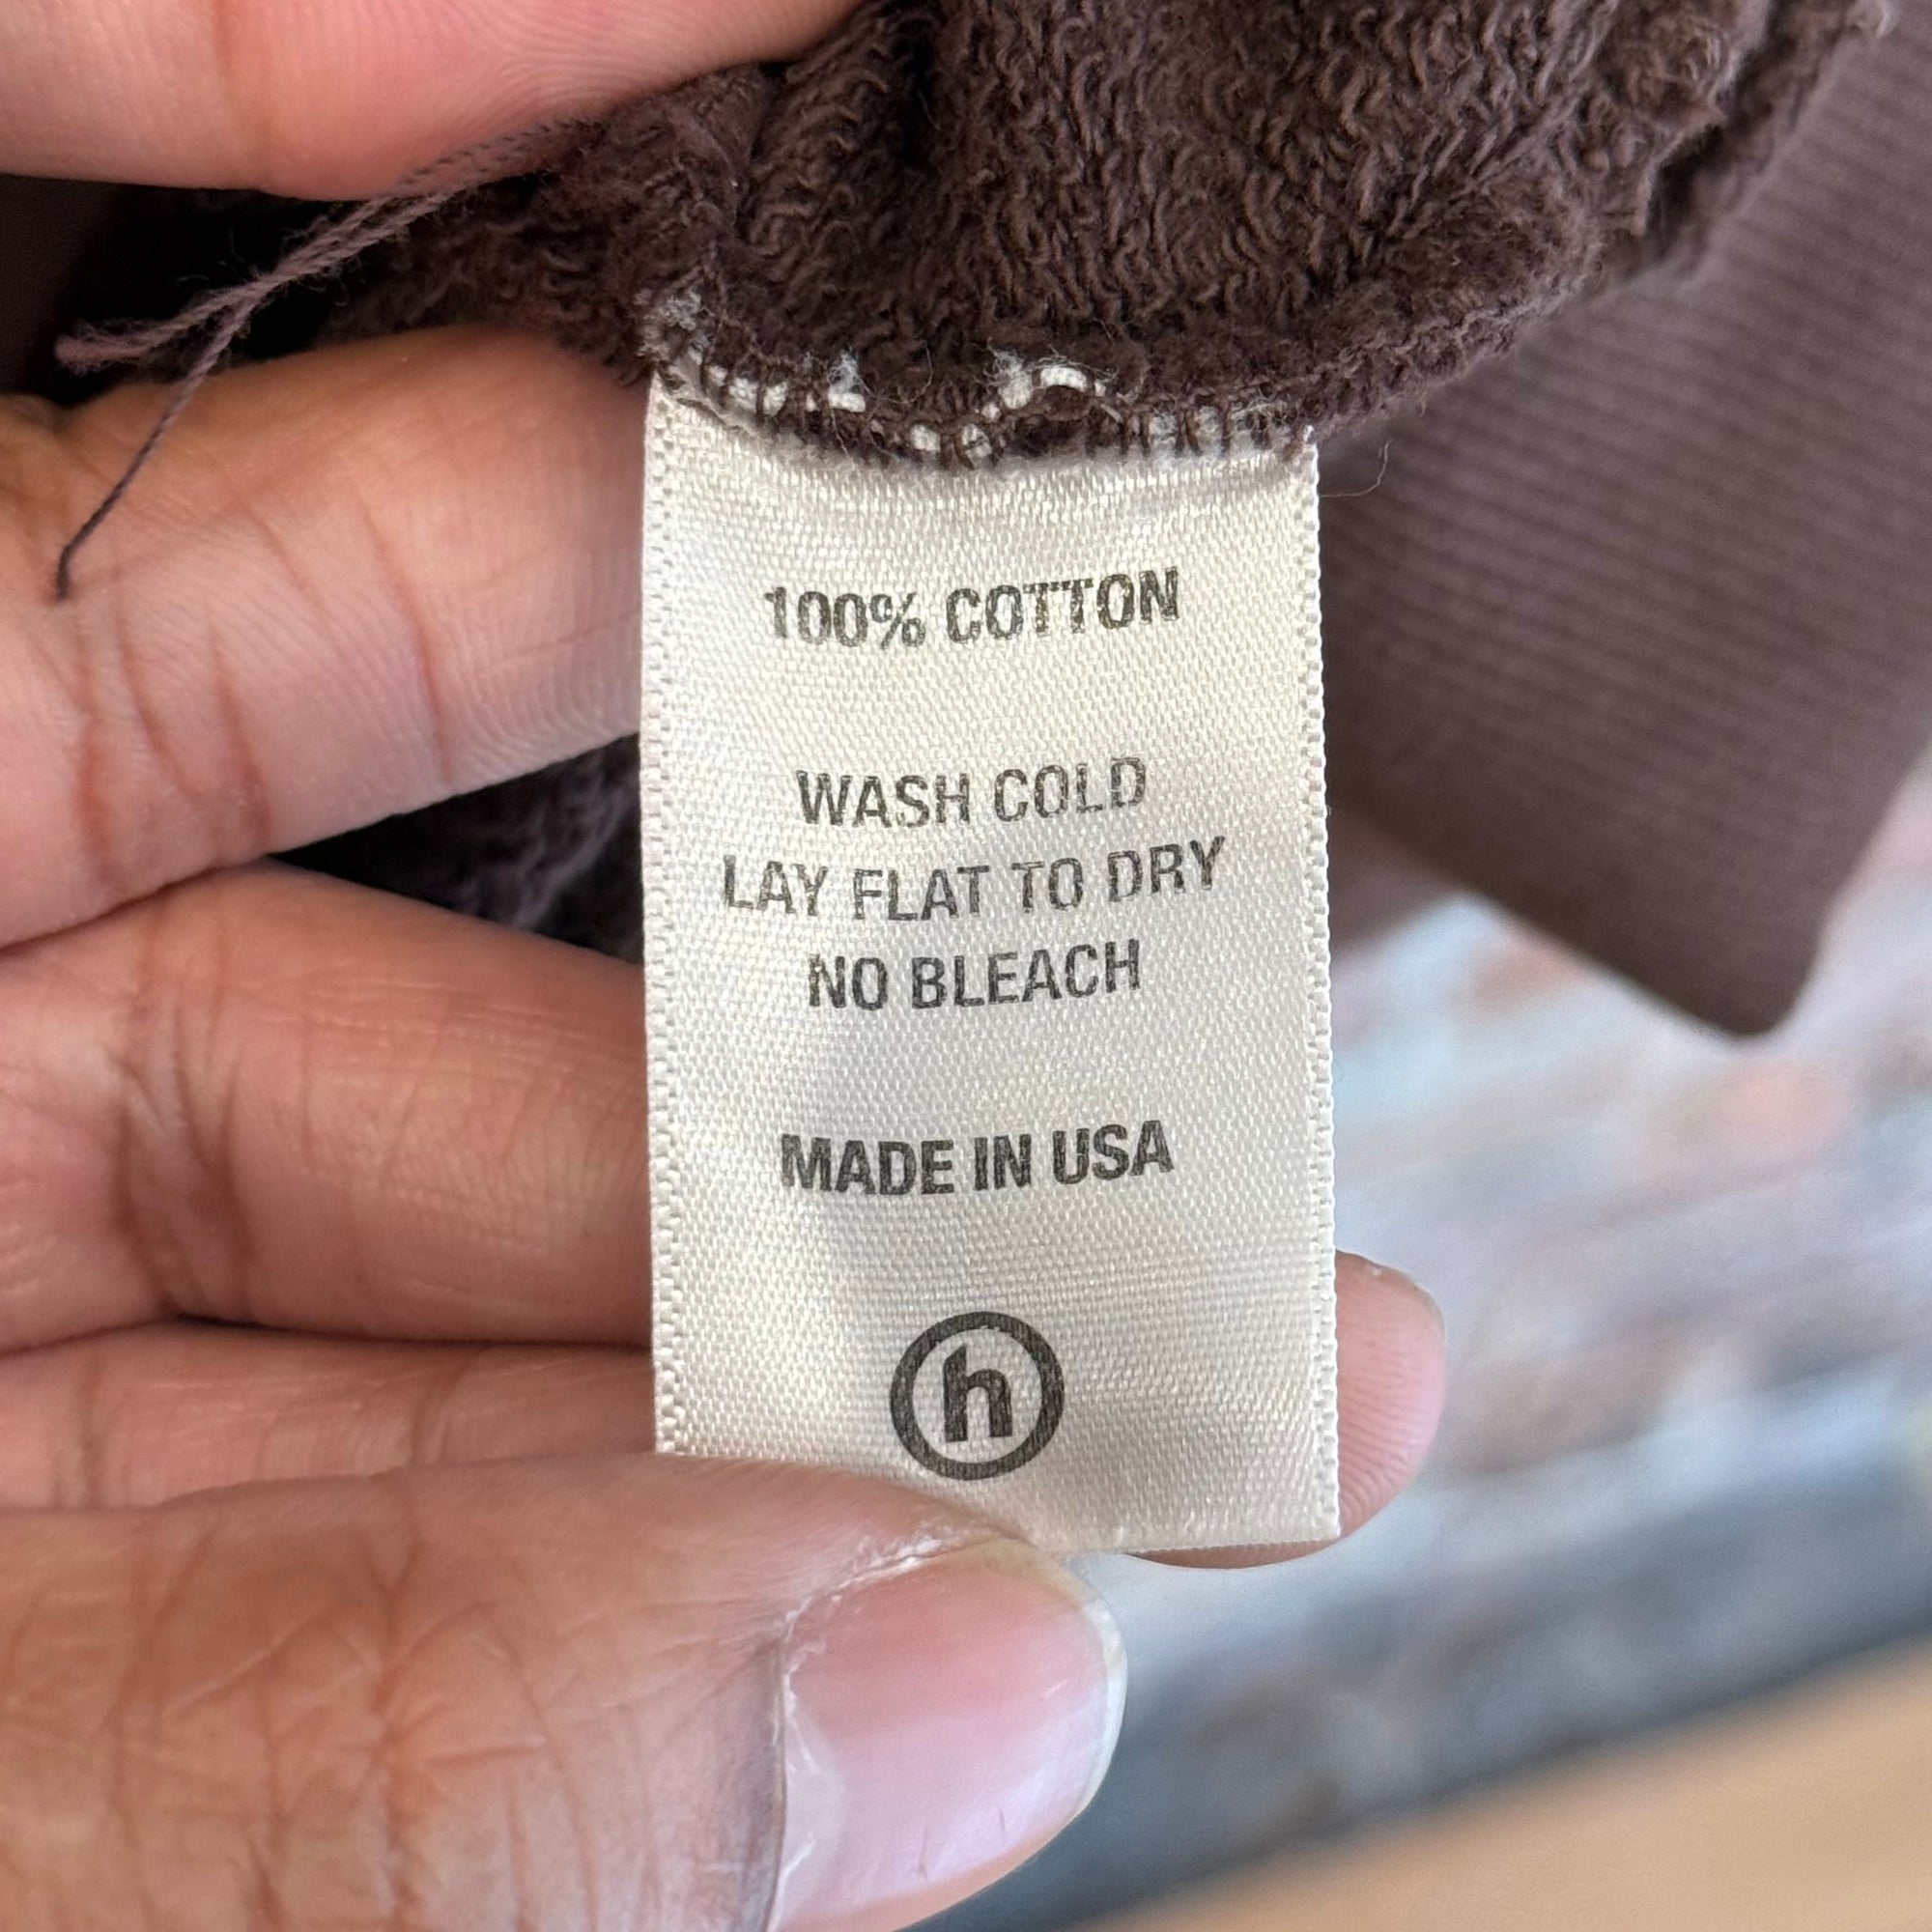 100% COTTON
WASH COLD
LAY FLAT TO DRY
NO BLEACH
MADE IN USA
h